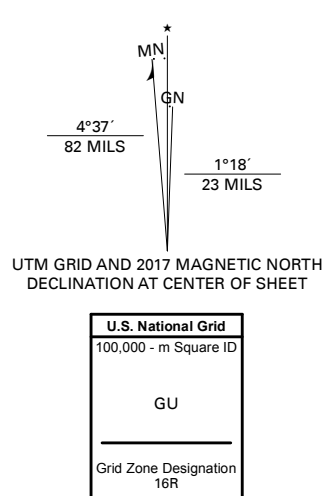 ★
MN
GN
4°37´
82 MILS
1°18´
23 MILS
UTM GRID AND 2017 MAGNETIC NORTH
DECLINATION AT CENTER OF SHEET
U.S. National Grid
100,000 - m Square ID
GU
Grid Zone Designation
16R